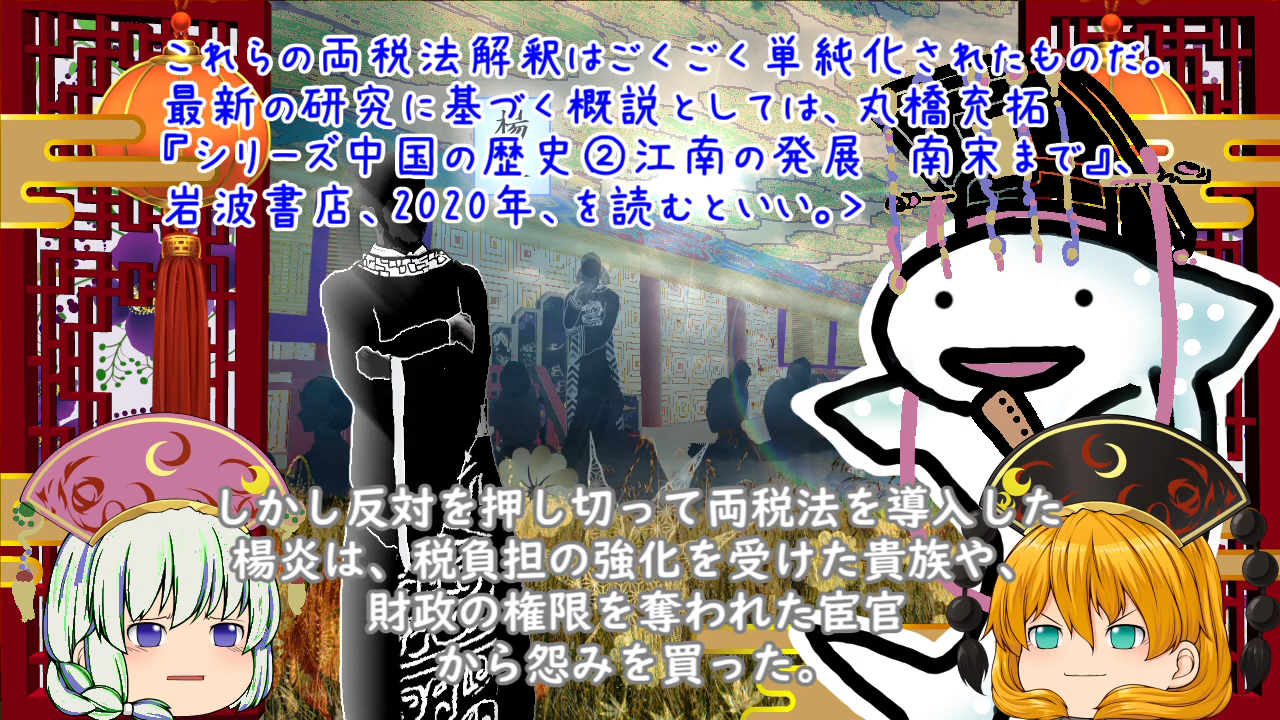 これらの両税法解釈はごくごく単純化されたものだ。
最新の研究に基づく概説としては、丸橋充拓
『シリーズ中国の歴史②江南の発展　南宋まで』、
岩波書店、2020年、を読むといい。>
楊
しかし反対を押し切って両税法を導入した
楊炎は、税負担の強化を受けた貴族や、
財政の権限を奪われた宦官
から怨みを買った。